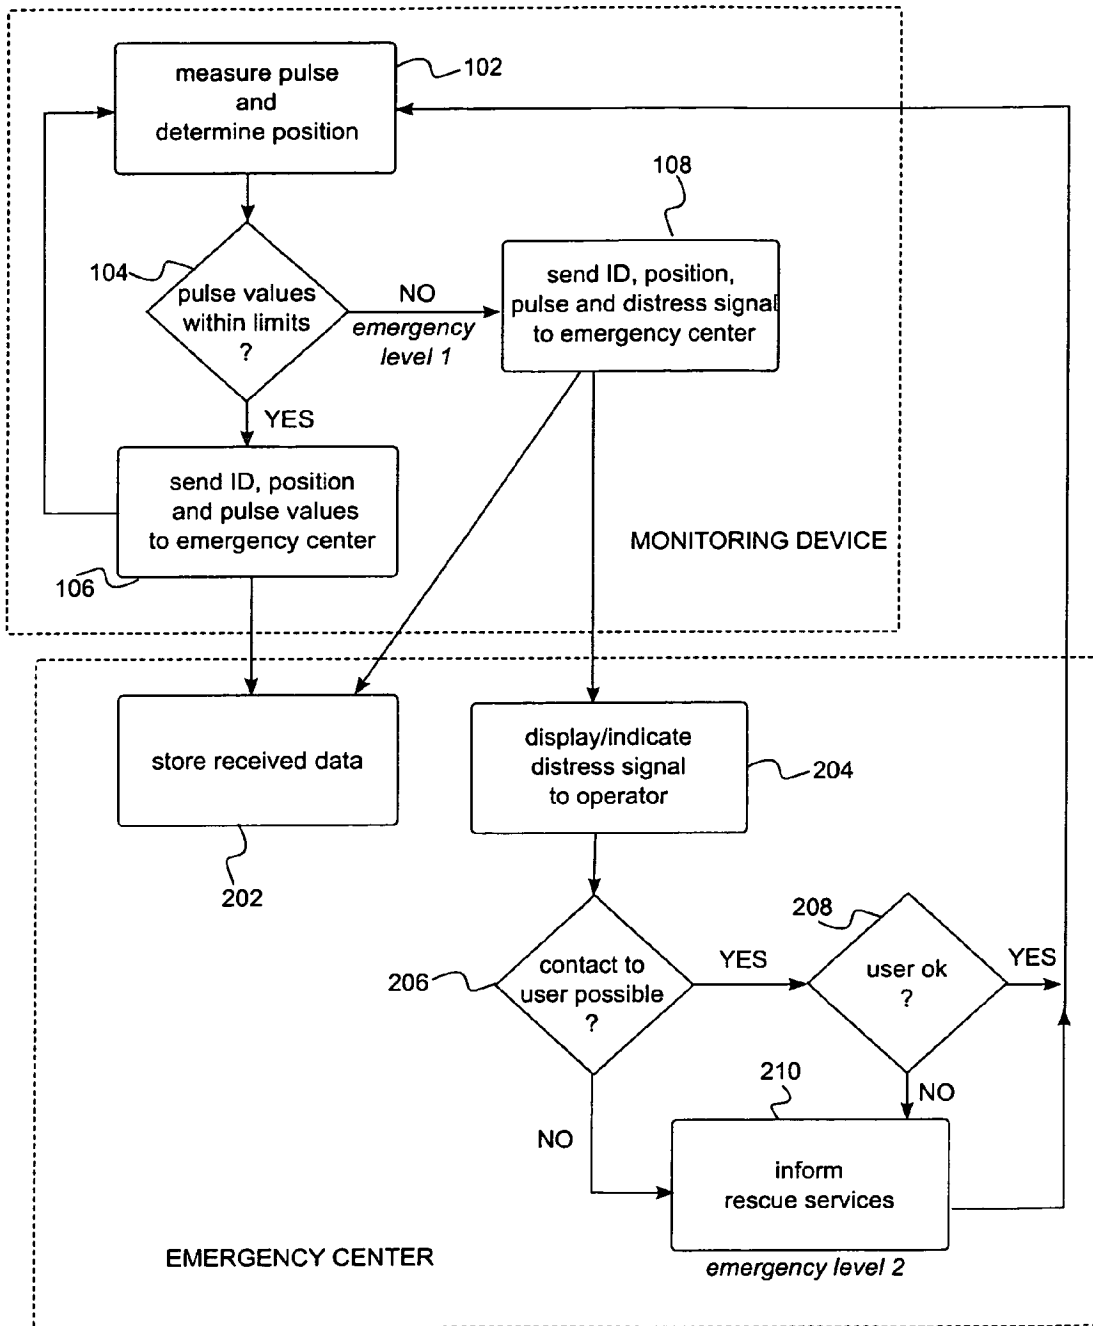 measure pulse
and
determine position
102
108
104
pulse values
within limits
?
NO
emergency
level 1
send ID, position,
pulse and distress signal
to emergency center
YES
send ID, position
and pulse values
to emergency center
106
MONITORING DEVICE
store received data
202
display/indicate
distress signal
to operator
204
206
contact to
user possible
?
YES
208
user ok
?
YES
NO
NO
210
inform
rescue services
emergency level 2
EMERGENCY CENTER